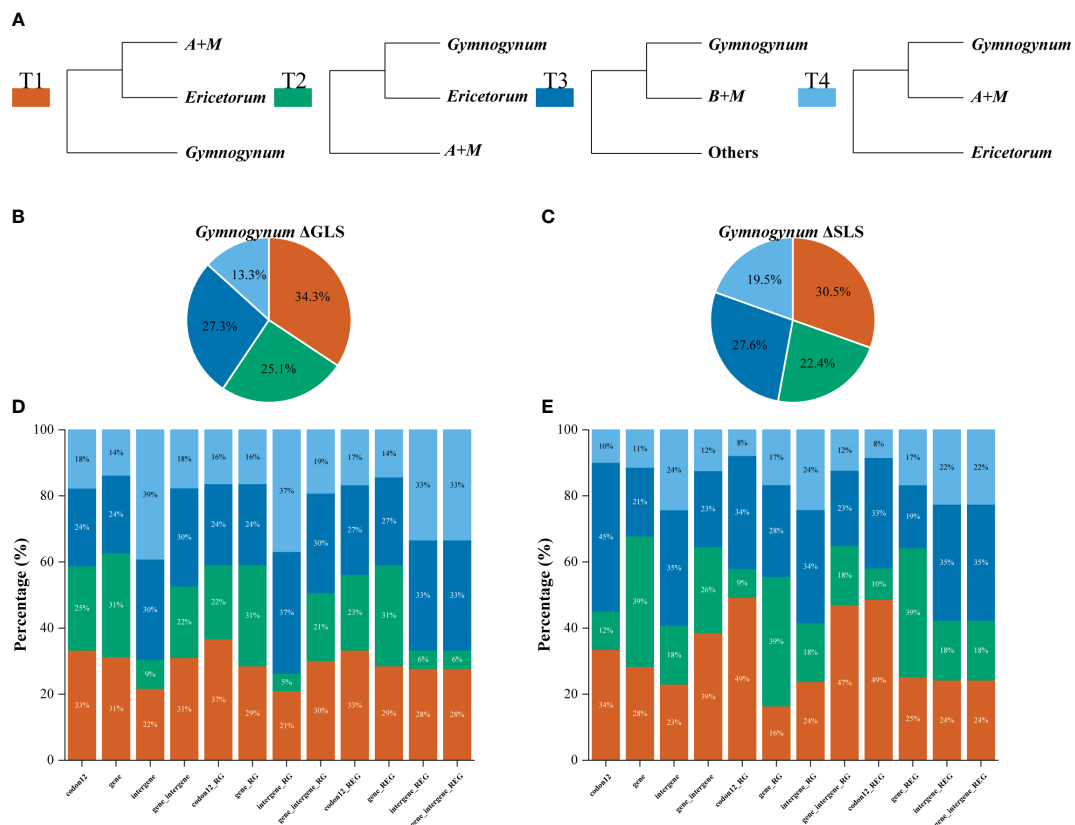 A
T1
A+M
Ericetorum
Gymnogynum
T2
Gymnogynum
Ericetorum
A+M
T3
Gymnogynum
B+M
Others
T4
Gymnogynum
A+M
Ericetorum
B
Gymnogynum ΔGLS
13.3%
34.3%
27.3%
25.1%
C
Gymnogynum ΔSLS
19.5%
30.5%
27.6%
22.4%
D
Percentage (%)
100
80
60
40
20
0
18% 14% 39% 18% 16% 16% 37% 19% 17% 14% 33% 33%
24% 24% 30% 30% 24% 24% 37% 30% 27% 27% 33% 33%
25% 31% 9% 22% 22% 31% 5% 21% 23% 31% 6% 6%
33% 31% 22% 31% 37% 29% 21% 30% 33% 29% 28% 28%
codon12
gene
intergene
gene_intergene
codon12_RG
gene_RG
intergene_RG
gene_intergene_RG
codon12_REG
gene_REG
intergene_REG
gene_intergene_REG
E
Percentage (%)
100
80
60
40
20
0
10% 11% 24% 12% 8% 17% 24% 12% 8% 17% 22% 22%
45% 21% 35% 23% 34% 28% 34% 23% 33% 19% 35% 35%
12% 39% 18% 26% 9% 39% 18% 18% 10% 39% 18% 18%
34% 28% 23% 39% 49% 16% 24% 47% 49% 25% 24% 24%
codon12
gene
intergene
gene_intergene
codon12_RG
gene_RG
intergene_RG
gene_intergene_RG
codon12_REG
gene_REG
intergene_REG
gene_intergene_REG